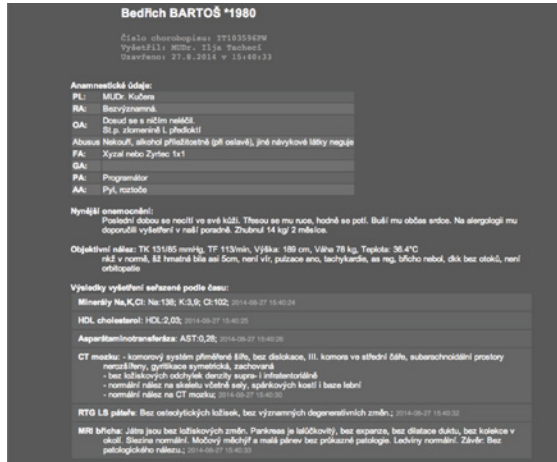 Bedřich BARTOŠ *1980
Číslo chorobopisu: IT103596PW
Vyšetřil: MUDr. Ilja Tachecí
Uzavřeno: 27.8.2014 v 15:40:33
Anamnestické údaje:
PL: MUDr. Kučera
RA: Bezvýznamná.
OA: Dosud se s ničím neléčil.
St.p. zlomenině L předloktí
Abusus Nekouří, alkohol příležitostně (při oslavě), jiné návykové látky neguje
FA: Xyzal nebo Zyrtec 1x1
GA:
PA: Programátor
AA: Pyl, roztoče
Nynější onemocnění:
Poslední dobou se necítí ve své kůži. Třesou se mu ruce, hodně se potí. Buší mu občas srdce. Na alergologii mu
doporučili vyšetření v naší poradně. Zhubnul 14 kg/ 2 měsíce.
Objektivní nález: TK 131/85 mmHg, TF 113/min, Výška: 189 cm, Váha 78 kg, Teplota: 36.4°C
nkž v normě, šž hmatná bila asi 5cm, není vír, pulzace ano, tachykardie, as reg, břicho nebol, dkk bez otoků, není
orbitopatie
Výsledky vyšetření seřazené podle času:
Minerály Na,K,Cl: Na:138; K:3,9; Cl:102; 2014-08-27 15:40:24
HDL cholesterol: HDL:2,03; 2014-08-27 15:40:25
Aspartátaminotransferáza: AST:0,28; 2014-08-27 15:40:26
CT mozku: - komorový systém přiměřené šíře, bez dislokace, III. komora ve střední čáře, subarachnoidální prostory
nerozšířeny, gyrifikace symetrická, zachovaná
- bez ložiskových odchylek denzity supra- i infratentoriálně
- normální nález na skeletu včetně sely, spánkových kostí i baze lební
- normální nález na CT mozku; 2014-08-27 15:40:30
RTG LS páteře: Bez osteolytických ložisek, bez významných degenerativních změn.; 2014-08-27 15:40:32
MRI břicha: Játra jsou bez ložiskových změn. Pankreas je lalůčkovitý, bez expanze, bez dilatace duktu, bez kolekce v
okolí. Slezina normální. Močový měchýř a malá pánev bez průkazné patologie. Ledviny normální. Závěr: Bez
patologického nálezu.; 2014-08-27 15:40:33